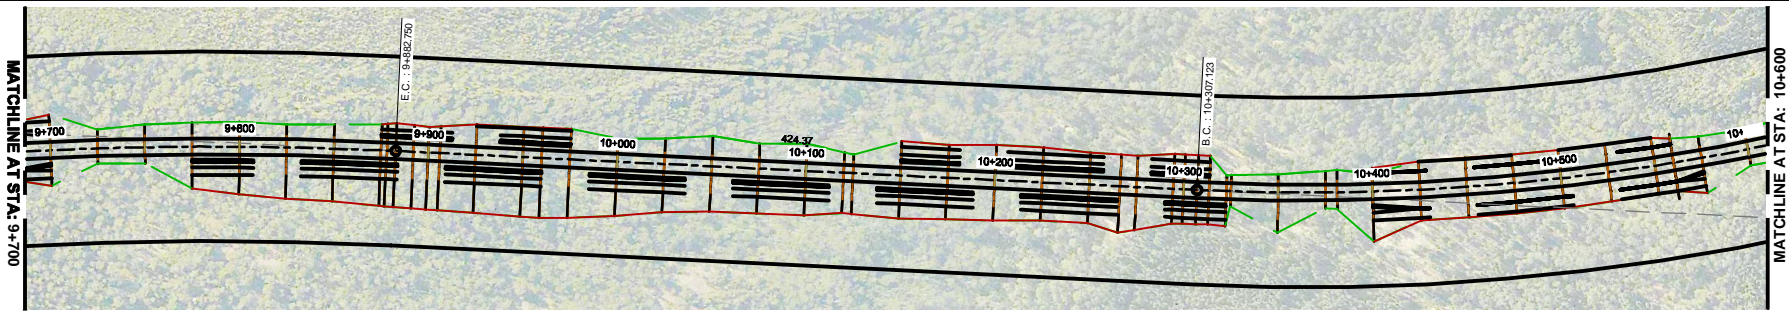 MATCHLINE AT STA: 9+700
9+700
9+800
E.C. : 9+882.750
9+900
10+000
424.37
10+100
10+200
B.C. : 10+307.123
10+300
10+400
10+500
10+
MATCHLINE AT STA: 10+600